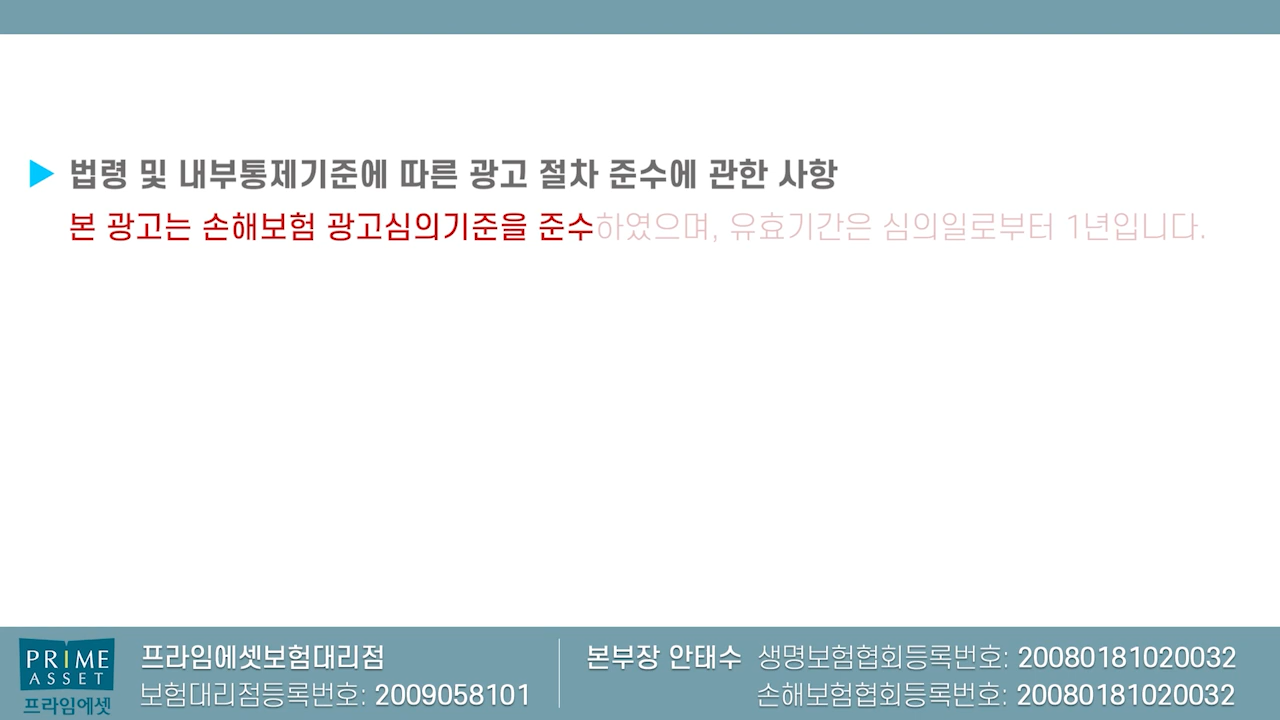 ▶ 법령 및 내부통제기준에 따른 광고 절차 준수에 관한 사항
본 광고는 손해보험 광고심의기준을 준수하였으며, 유효기간은 심의일로부터 1년입니다.
PRIME
ASSET
프라임에셋
프라임에셋보험대리점
보험대리점등록번호: 2009058101
본부장 안태수 생명보험협회등록번호: 20080181020032
손해보험협회등록번호: 20080181020032